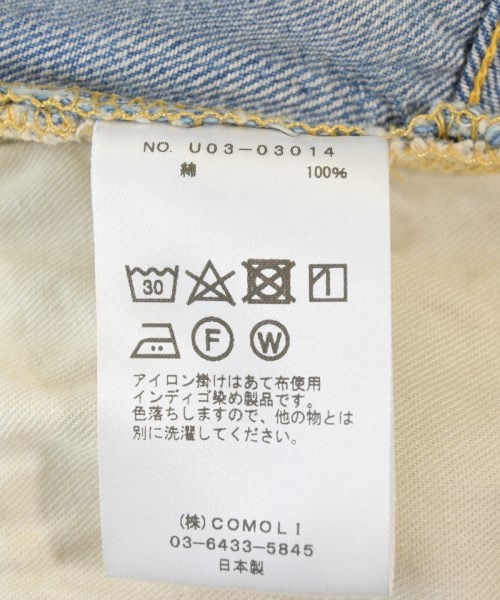 NO. U03-03014
綿 100%
30
F W
アイロン掛けはあて布使用
インディゴ染め製品です。
色落ちしますので、他の物とは
別に洗濯してください。
(株)COMOLI
03-6433-5845
日本製